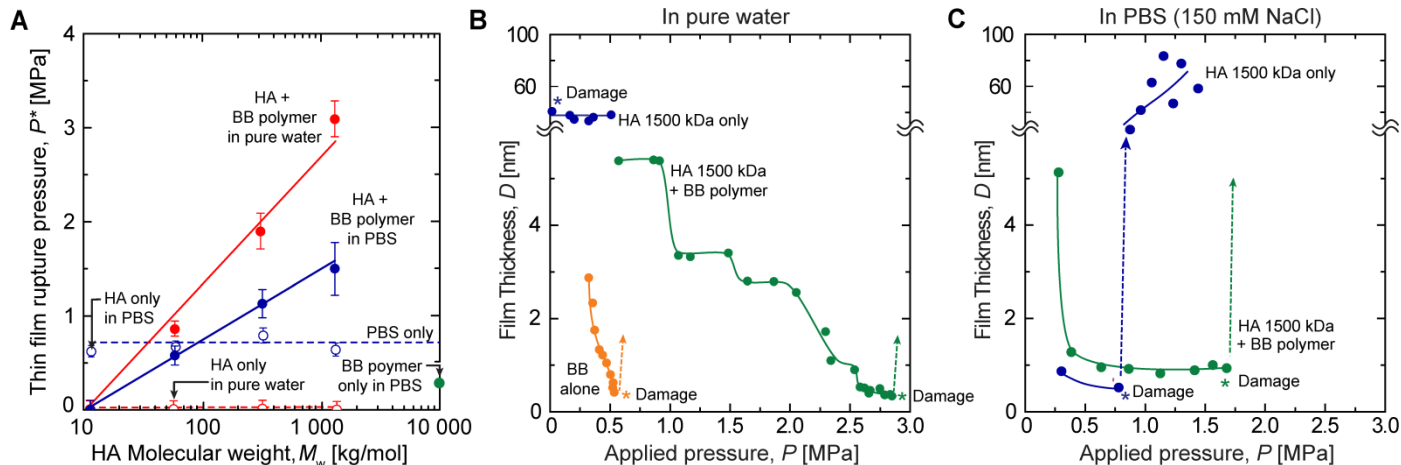 A
Thin film rupture pressure, P* [MPa]
4
3
2
1
0
HA +
BB polymer
in pure water
HA +
BB polymer
in PBS
HA only
in PBS
PBS only
HA only
in pure water
BB poymer
only in PBS
10
100
1 000
10 000
HA Molecular weight, Mw [kg/mol]
B
In pure water
Film Thickness, D [nm]
100
60
4
2
0
* Damage
HA 1500 kDa only
HA 1500 kDa
+ BB polymer
BB
alone
* Damage
* Damage
0
0.5
1.0
1.5
2.0
2.5
3.0
Applied pressure, P [MPa]
C
In PBS (150 mM NaCl)
Film Thickness, D [nm]
100
60
4
2
0
HA 1500 kDa only
HA 1500 kDa
+ BB polymer
* Damage
* Damage
0
0.5
1.0
1.5
2.0
2.5
3.0
Applied pressure, P [MPa]